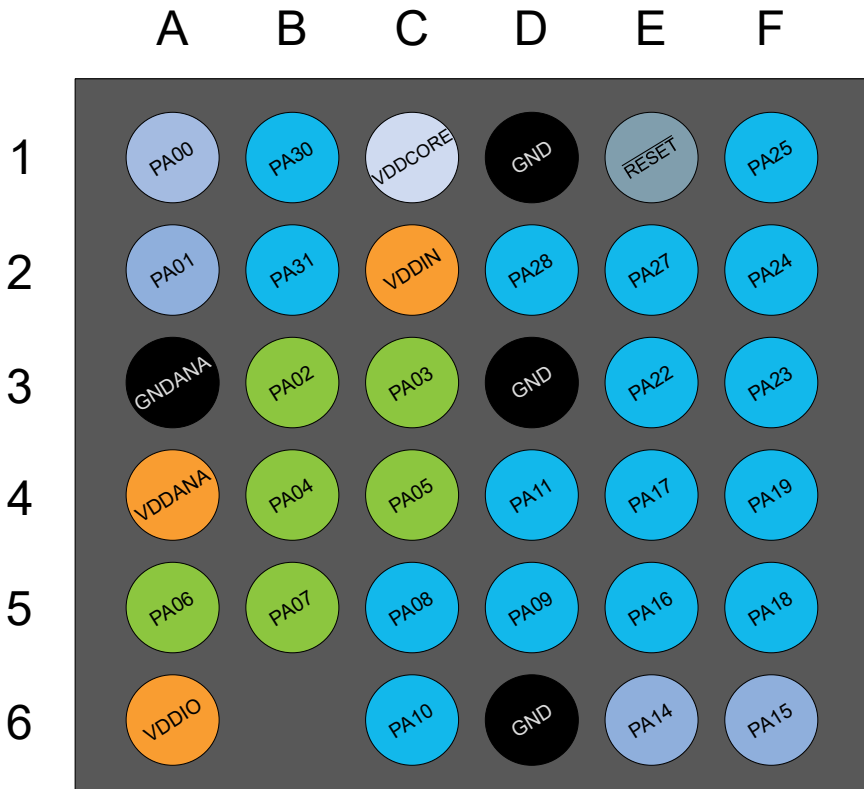 A B C D E F
1 PA00 PA30 VDDCORE GND RESET PA25
2 PA01 PA31 VDDIN PA28 PA27 PA24
3 GNDANA PA02 PA03 GND PA22 PA23
4 VDDANA PA04 PA05 PA11 PA17 PA19
5 PA06 PA07 PA08 PA09 PA16 PA18
6 VDDIO PA10 GND PA14 PA15